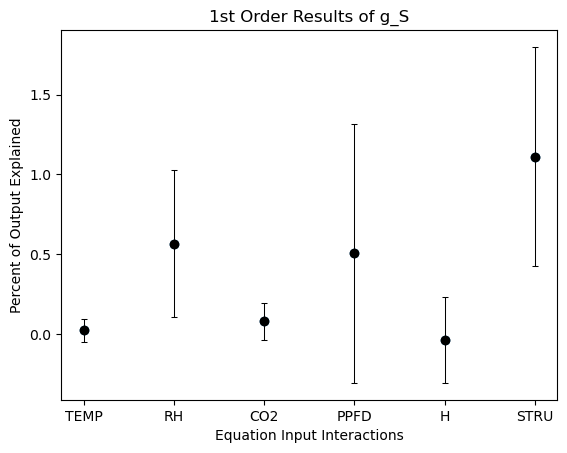 1st Order Results of g_S
Percent of Output Explained
1.5
1.0
0.5
0.0
TEMP RH CO2 PPFD H STRU
Equation Input Interactions